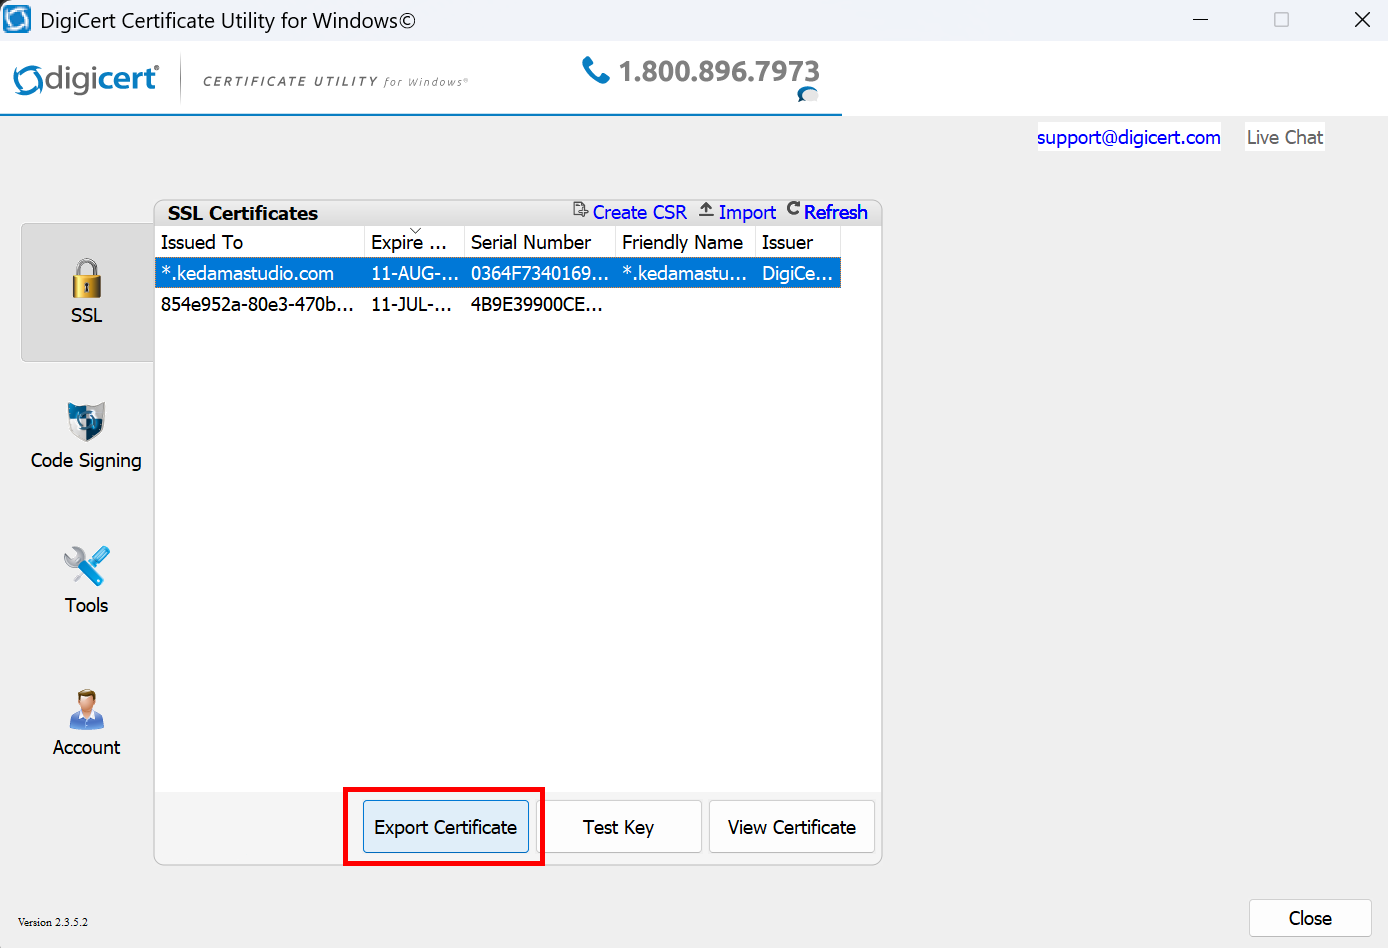 DigiCert Certificate Utility for Windows©
digicert® CERTIFICATE UTILITY for Windows® 1.800.896.7973
support@digicert.com Live Chat
SSL Certificates Create CSR Import Refresh
Issued To Expire ... Serial Number Friendly Name Issuer
*.kedamastudio.com 11-AUG-... 0364F7340169... *.kedamastu... DigiCe...
854e952a-80e3-470b... 11-JUL-... 4B9E39900CE...
SSL
Code Signing
Tools
Account
Export Certificate Test Key View Certificate
Version 2.3.5.2
Close